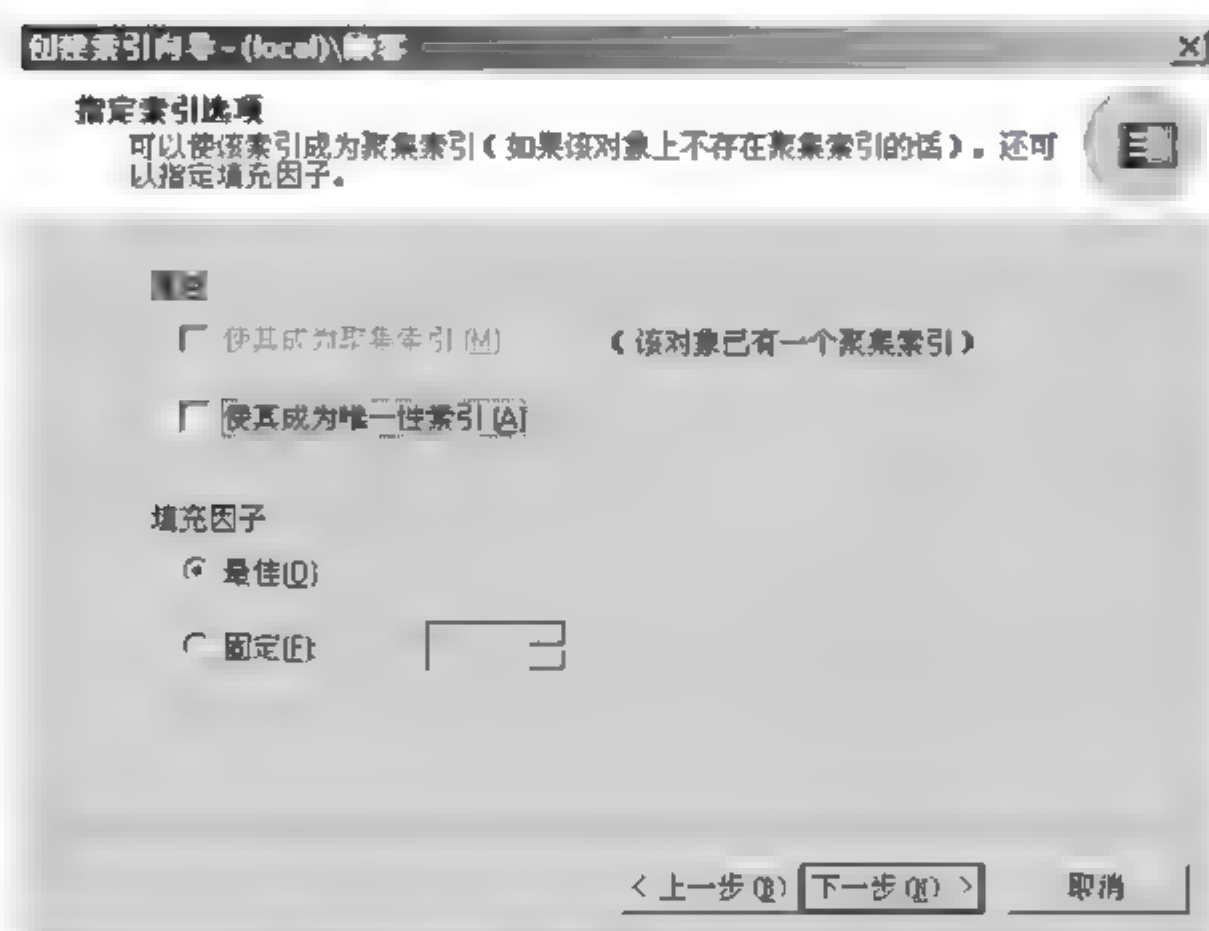 创建索引向导 - (local)\
指定索引选项
可以使该索引成为聚集索引（如果该对象上不存在聚集索引的话）。还可
以指定填充因子。
使其成为聚集索引(M) （该对象已有一个聚集索引）
使其成为唯一性索引(A)
填充因子
最佳(O)
固定(F):
< 上一步(B) 下一步(N) > 取消